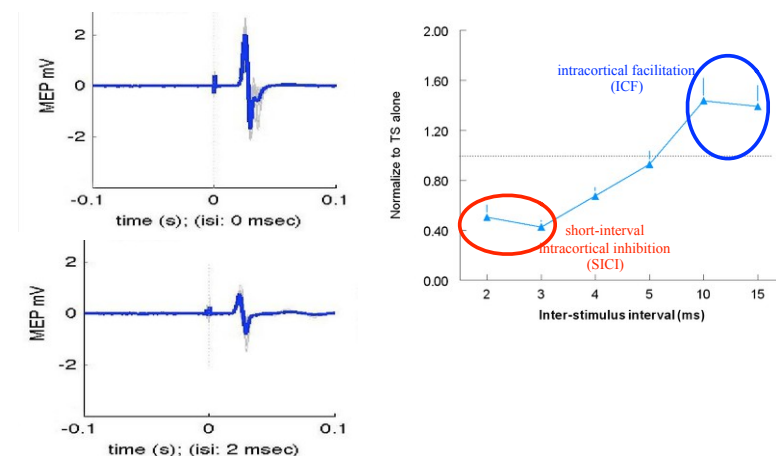 MEP mV
2
0
-2
-0.1
0
0.1
time (s); (isi: 0 msec)
MEP mV
2
0
-2
-0.1
0
0.1
time (s); (isi: 2 msec)
Normalize to TS alone
2.00
1.60
1.20
0.80
0.40
0.00
intracortical facilitation
(ICF)
short-interval
intracortical inhibition
(SICI)
2
3
4
5
10
15
Inter-stimulus interval (ms)